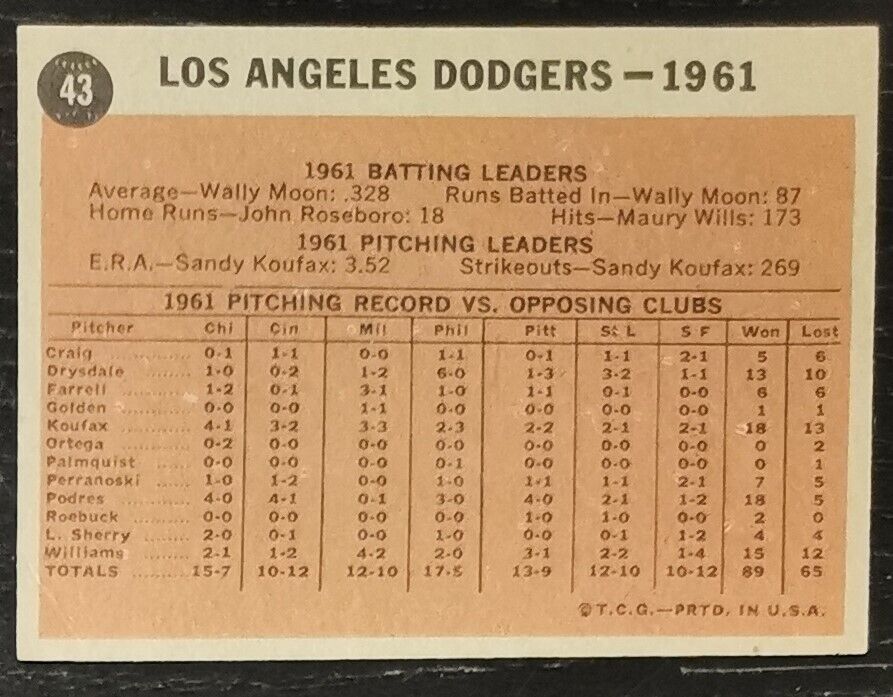 43
LOS ANGELES DODGERS — 1961
1961 BATTING LEADERS
Average—Wally Moon: .328 Runs Batted In—Wally Moon: 87
Home Runs—John Roseboro: 18 Hits—Maury Wills: 173
1961 PITCHING LEADERS
E.R.A.—Sandy Koufax: 3.52 Strikeouts—Sandy Koufax: 269
1961 PITCHING RECORD VS. OPPOSING CLUBS
Pitcher Chi Cin Mil Phil Pitt St L S F Won Lost
Craig .......... 0-1 1-1 0-0 1-1 0-1 1-1 2-1 5 6
Drysdale ...... 1-0 0-2 1-2 6-0 1-3 3-2 1-1 13 10
Farrell ......... 1-2 0-1 3-1 1-0 1-1 0-1 0-0 6 6
Golden ........ 0-0 0-0 1-1 0-0 0-0 0-0 0-0 1 1
Koufax ........ 4-1 3-2 3-3 2-3 2-2 2-1 2-1 18 13
Ortega ........ 0-2 0-0 0-0 0-0 0-0 0-0 0-0 0 2
Palmquist ..... 0-0 0-0 0-0 0-1 0-0 0-0 0-0 0 1
Perranoski .... 1-0 1-2 0-0 1-0 1-1 1-1 2-1 7 5
Podres ........ 4-0 4-1 0-1 3-0 4-0 2-1 1-2 18 5
Roebuck ...... 0-0 0-0 0-0 0-0 1-0 1-0 0-0 2 0
L. Sherry ...... 2-0 0-1 0-0 1-0 0-0 0-1 1-2 4 4
Williams ...... 2-1 1-2 4-2 2-0 3-1 2-2 1-4 15 12
TOTALS ...... 15-7 10-12 12-10 17-5 13-9 12-10 10-12 89 65
©T.C.G.—PRTD. IN U.S.A.